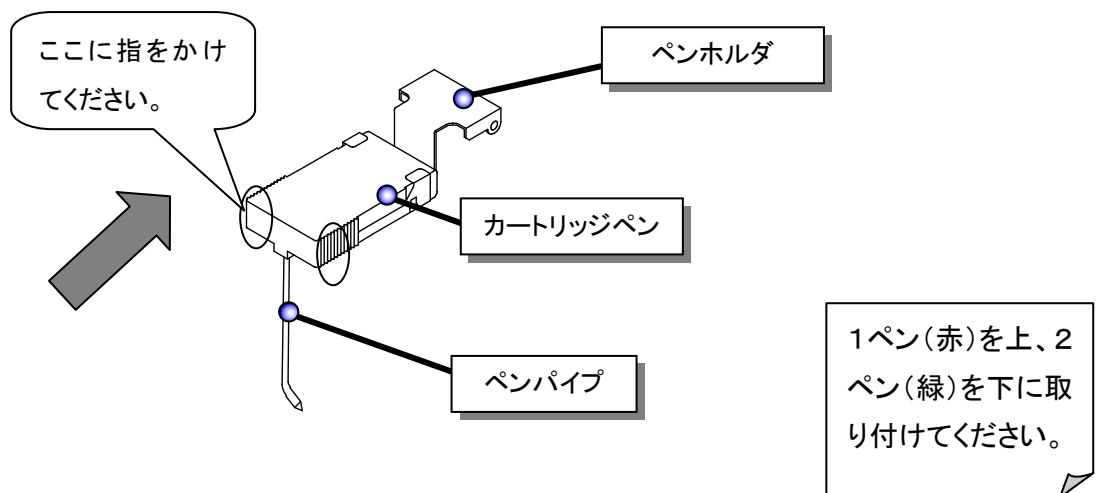 ここに指をかけ
てください。
ペンホルダ
カートリッジペン
ペンパイプ
1ペン（赤）を上、2
ペン（緑）を下に取
り付けてください。